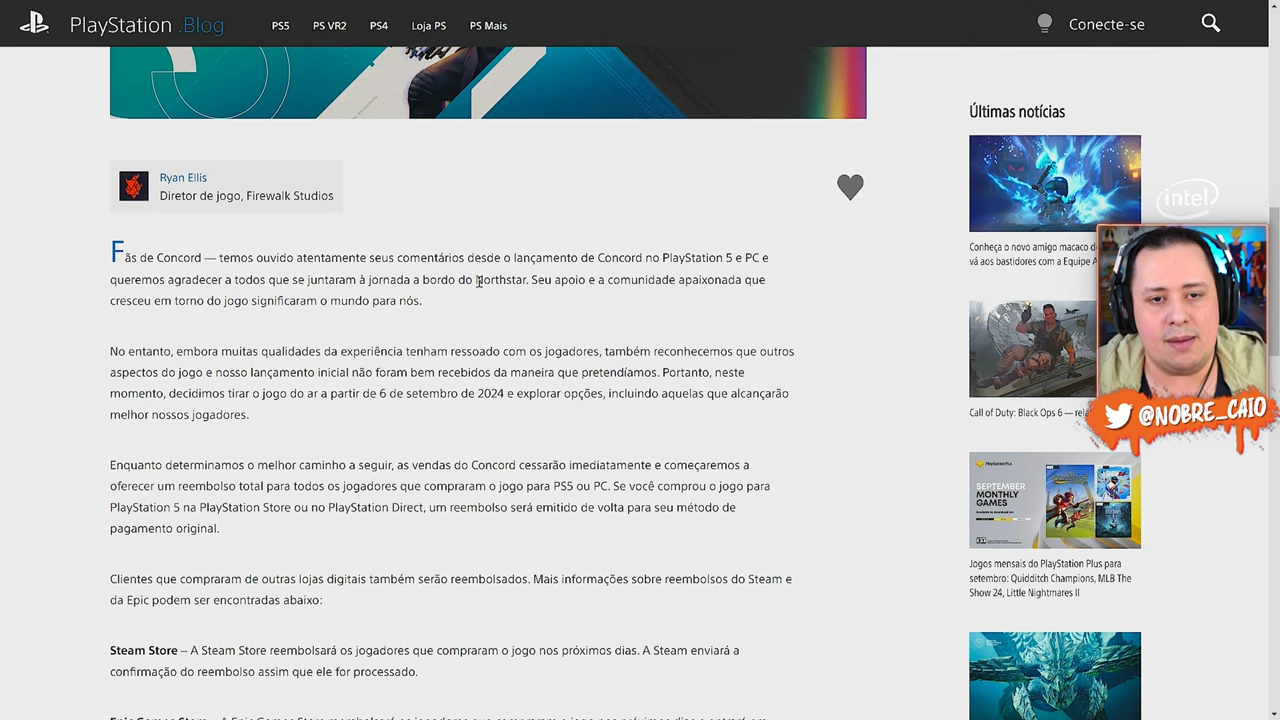 PlayStation.Blog
PS5
PS VR2
PS4
Loja PS
PS Mais
Conecte-se
Ryan Ellis
Diretor de jogo, Firewalk Studios
Fãs de Concord — temos ouvido atentamente seus comentários desde o lançamento de Concord no PlayStation 5 e PC e
queremos agradecer a todos que se juntaram à jornada a bordo do Northstar. Seu apoio e a comunidade apaixonada que
cresceu em torno do jogo significaram o mundo para nós.
No entanto, embora muitas qualidades da experiência tenham ressoado com os jogadores, também reconhecemos que outros
aspectos do jogo e nosso lançamento inicial não foram bem recebidos da maneira que pretendíamos. Portanto, neste
momento, decidimos tirar o jogo do ar a partir de 6 de setembro de 2024 e explorar opções, incluindo aquelas que alcançarão
melhor nossos jogadores.
Enquanto determinamos o melhor caminho a seguir, as vendas do Concord cessarão imediatamente e começaremos a
oferecer um reembolso total para todos os jogadores que compraram o jogo para PS5 ou PC. Se você comprou o jogo para
PlayStation 5 na PlayStation Store ou no PlayStation Direct, um reembolso será emitido de volta para seu método de
pagamento original.
Clientes que compraram de outras lojas digitais também serão reembolsados. Mais informações sobre reembolsos do Steam e
da Epic podem ser encontradas abaixo:
Steam Store – A Steam Store reembolsará os jogadores que compraram o jogo nos próximos dias. A Steam enviará a
confirmação do reembolso assim que ele for processado.
Últimas notícias
Conheça o novo amigo macaco
vá aos bastidores com a Equipe
Call of Duty: Black Ops 6 —
PlayStation Plus
SEPTEMBER
MONTHLY
GAMES
Jogos mensais do PlayStation Plus para
setembro: Quidditch Champions, MLB The
Show 24, Little Nightmares II
intel
@NOBRE_CAIO